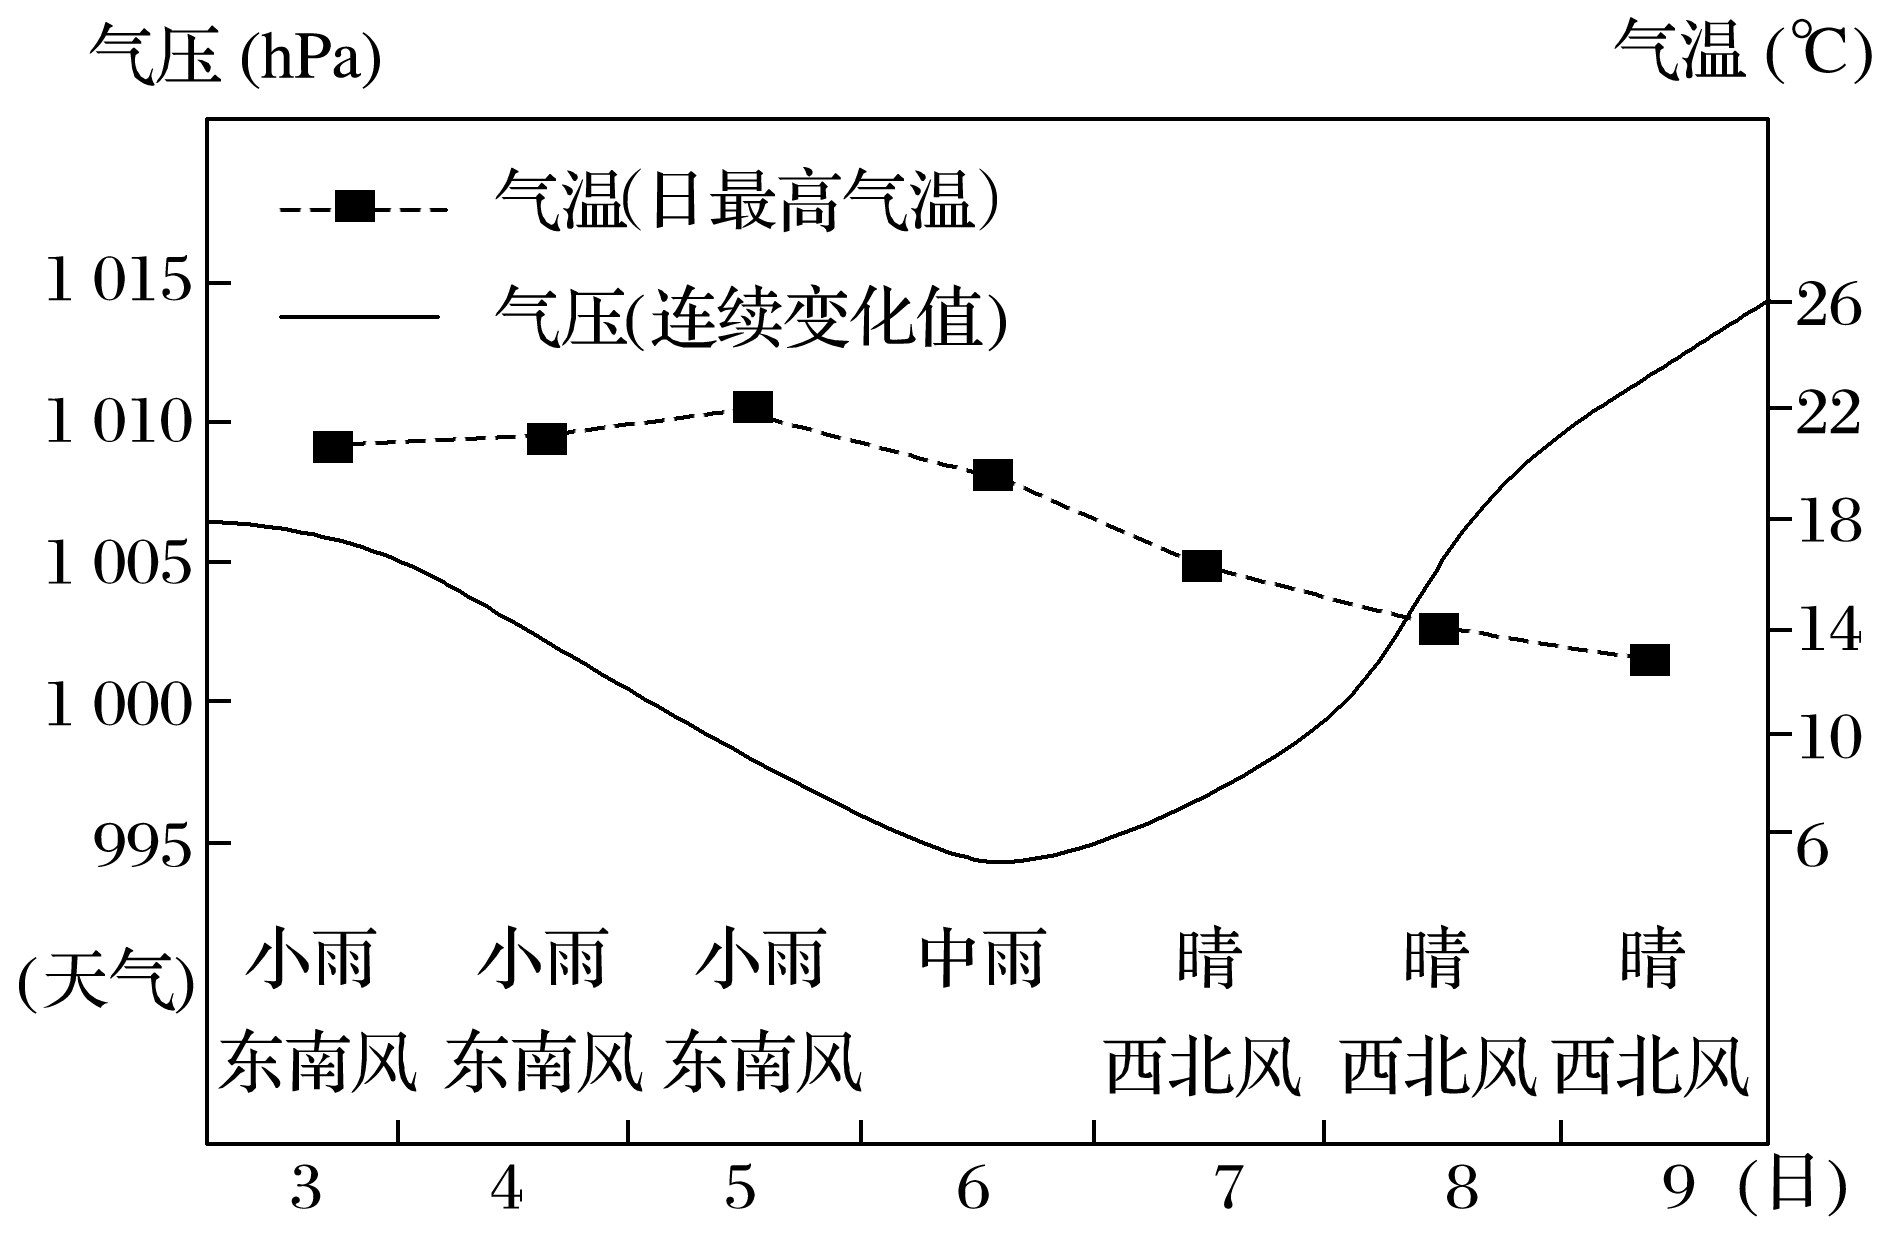 气压 (hPa)
气温 (℃)
气温(日最高气温)
气压(连续变化值)
1 015
1 010
1 005
1 000
995
26
22
18
14
10
6
(天气)
小雨 小雨 小雨 中雨 晴 晴 晴
东南风 东南风 东南风 西北风 西北风 西北风
3 4 5 6 7 8 9 (日)